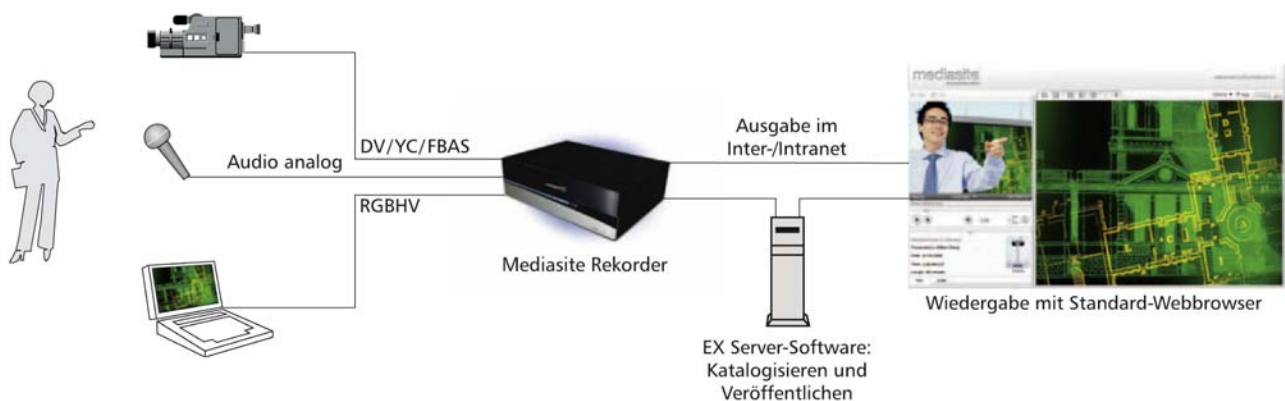 mediasite
DV/YC/FBAS
Audio analog
RGBHV
Mediasite Rekorder
Ausgabe im
Inter-/Intranet
EX Server-Software:
Katalogisieren und
Veröffentlichen
Wiedergabe mit Standard-Webbrowser